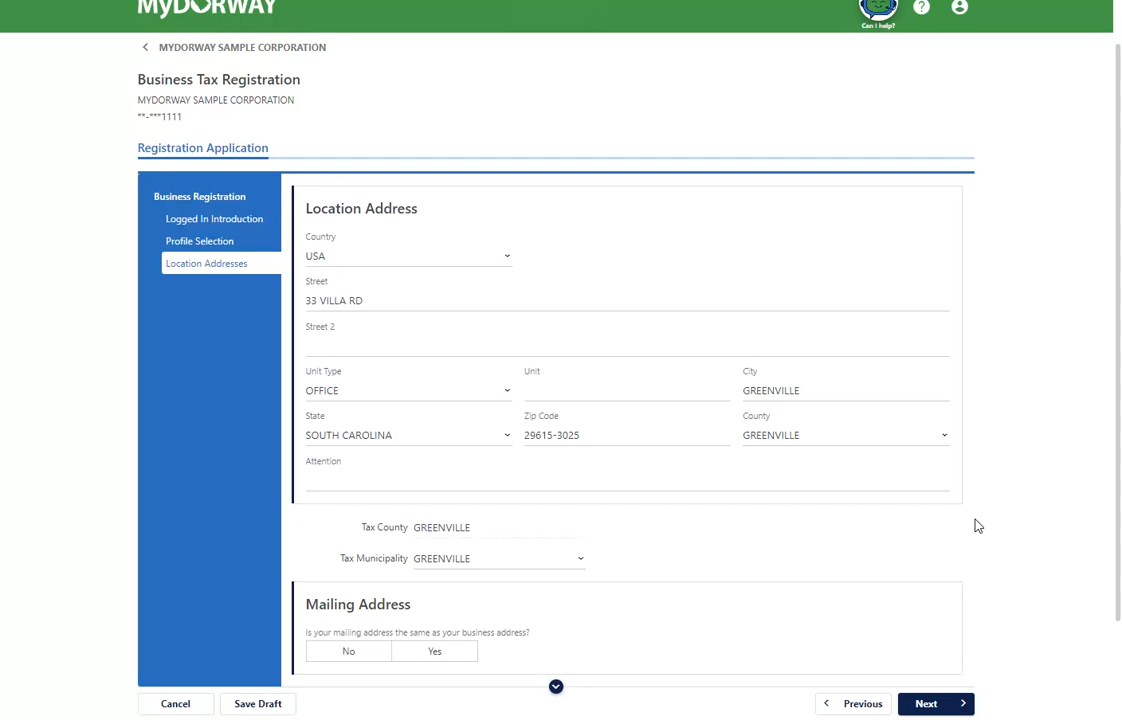 MyDORWAY
Can I help?
MYDORWAY SAMPLE CORPORATION
Business Tax Registration
MYDORWAY SAMPLE CORPORATION
**-***1111
Registration Application
Business Registration
Logged In Introduction
Profile Selection
Location Addresses
Location Address
Country
USA
Street
33 VILLA RD
Street 2
Unit Type Unit City
OFFICE GREENVILLE
State Zip Code County
SOUTH CAROLINA 29615-3025 GREENVILLE
Attention
Tax County GREENVILLE
Tax Municipality GREENVILLE
Mailing Address
Is your mailing address the same as your business address?
No Yes
Cancel Save Draft Previous Next